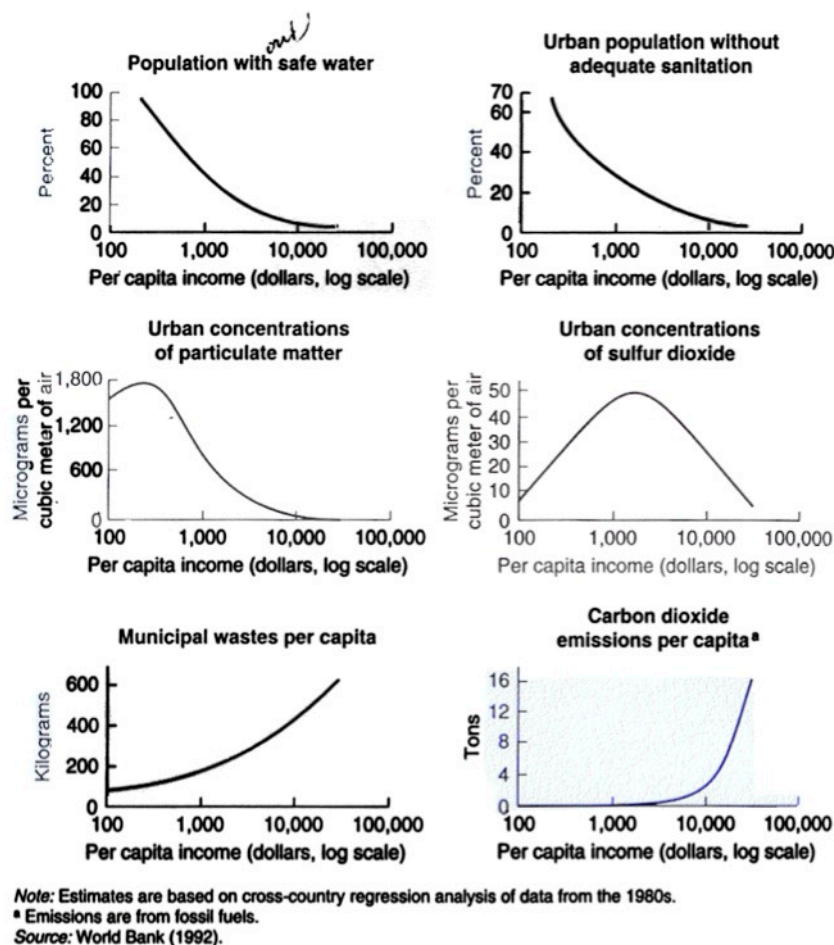 out
Population with safe water
100
80
60
40
20
0
Percent
100 1,000 10,000 100,000
Per capita income (dollars, log scale)
Urban population without
adequate sanitation
70
60
40
20
0
Percent
100 1,000 10,000 100,000
Per capita income (dollars, log scale)
Urban concentrations
of particulate matter
1,800
1,200
600
0
Micrograms per
cubic meter of air
100 1,000 10,000 100,000
Per capita income (dollars, log scale)
Urban concentrations
of sulfur dioxide
50
40
30
20
10
0
Micrograms per
cubic meter of air
100 1,000 10,000 100,000
Per capita income (dollars, log scale)
Municipal wastes per capita
600
400
200
0
Kilograms
100 1,000 10,000 100,000
Per capita income (dollars, log scale)
Carbon dioxide
emissions per capitaª
16
12
8
4
0
Tons
100 1,000 10,000 100,000
Per capita income (dollars, log scale)
Note: Estimates are based on cross-country regression analysis of data from the 1980s.
ª Emissions are from fossil fuels.
Source: World Bank (1992).